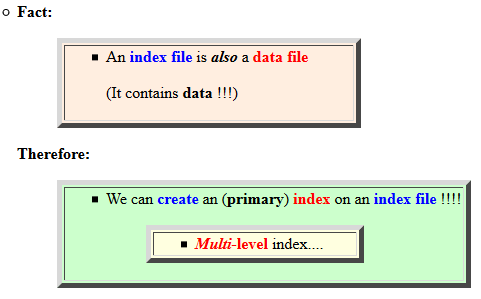 Fact:
An index file is also a data file
(It contains data !!!)
Therefore:
We can create an (primary) index on an index file !!!!
Multi-level index....